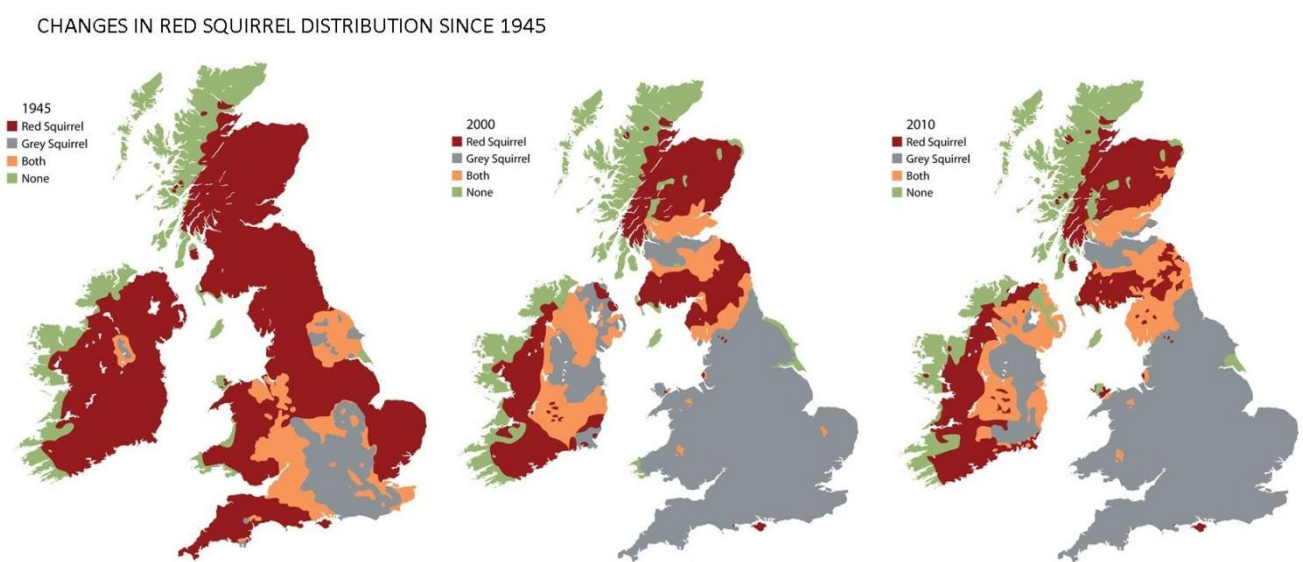 CHANGES IN RED SQUIRREL DISTRIBUTION SINCE 1945
1945
Red Squirrel
Grey Squirrel
Both
None
2000
Red Squirrel
Grey Squirrel
Both
None
2010
Red Squirrel
Grey Squirrel
Both
None